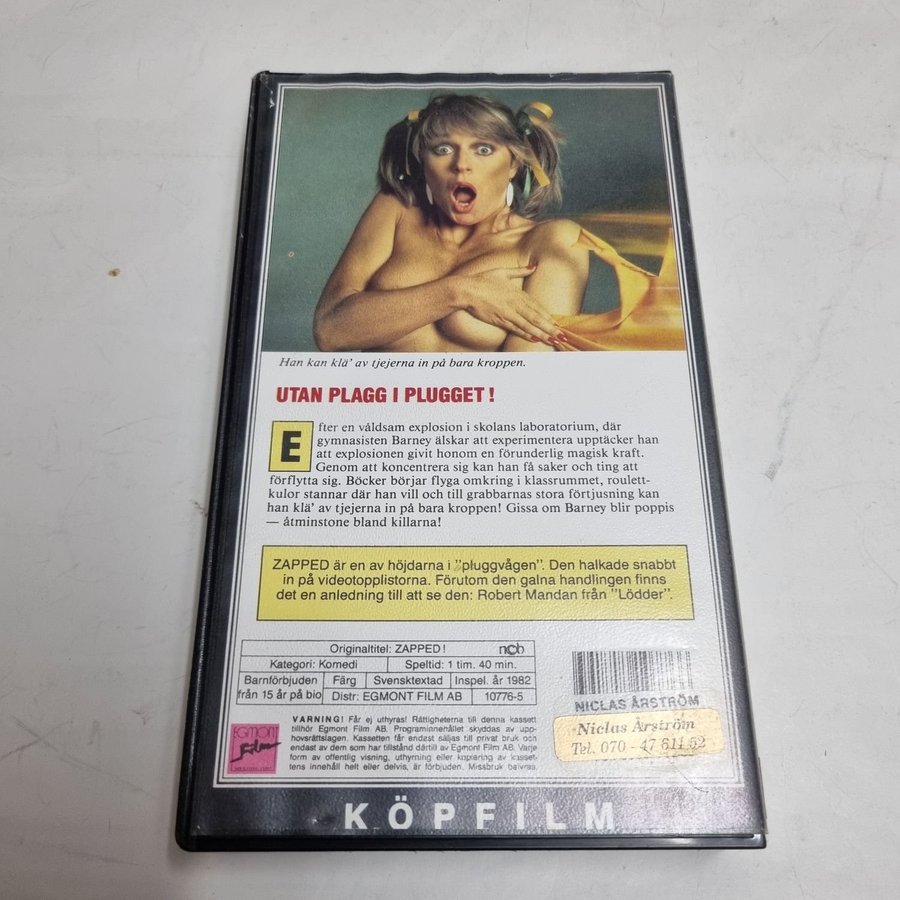 Han kan klä' av tjejerna in på bara kroppen.
UTAN PLAGG I PLUGGET!
Efter en våldsam explosion i skolans laboratorium, där
gymnasisten Barney älskar att experimentera upptäcker han
att explosionen givit honom en förunderlig magisk kraft.
Genom att koncentrera sig kan han få saker och ting att
förflytta sig. Böcker börjar flyga omkring i klassrummet, roulett-
kulor stannar där han vill och till grabbarnas stora förtjusning kan
han klä' av tjejerna in på bara kroppen! Gissa om Barney blir poppis
— åtminstone bland killarna!
ZAPPED är en av höjdarna i "pluggvågen". Den halkade snabbt
in på videotopplistorna. Förutom den galna handlingen finns
det en anledning till att se den: Robert Mandan från "Lödder".
Originaltitel: ZAPPED! ncb
Kategori: Komedi Speltid: 1 tim. 40 min.
Barnförbjuden Färg Svensktextad Inspel. år 1982
från 15 år på bio Distr: EGMONT FILM AB 10776-5
NICLAS ÅRSTRÖM
Niclas Årström
Tel. 070 - 47 611 52
EGMONT
Film
VARNING! Får ej uthyras! Rättigheterna till denna kassett
tillhör Egmont Film AB. Programinnehållet skyddas av upp-
hovsrättslagen. Kassetten får endast säljas till privat bruk och
endast av dem som har tillstånd därtill av Egmont Film AB. Varje
form av offentlig visning, uthyrning eller kopiering av kasset-
tens innehåll helt eller delvis, är förbjuden. Missbruk beivras.
KÖPFILM